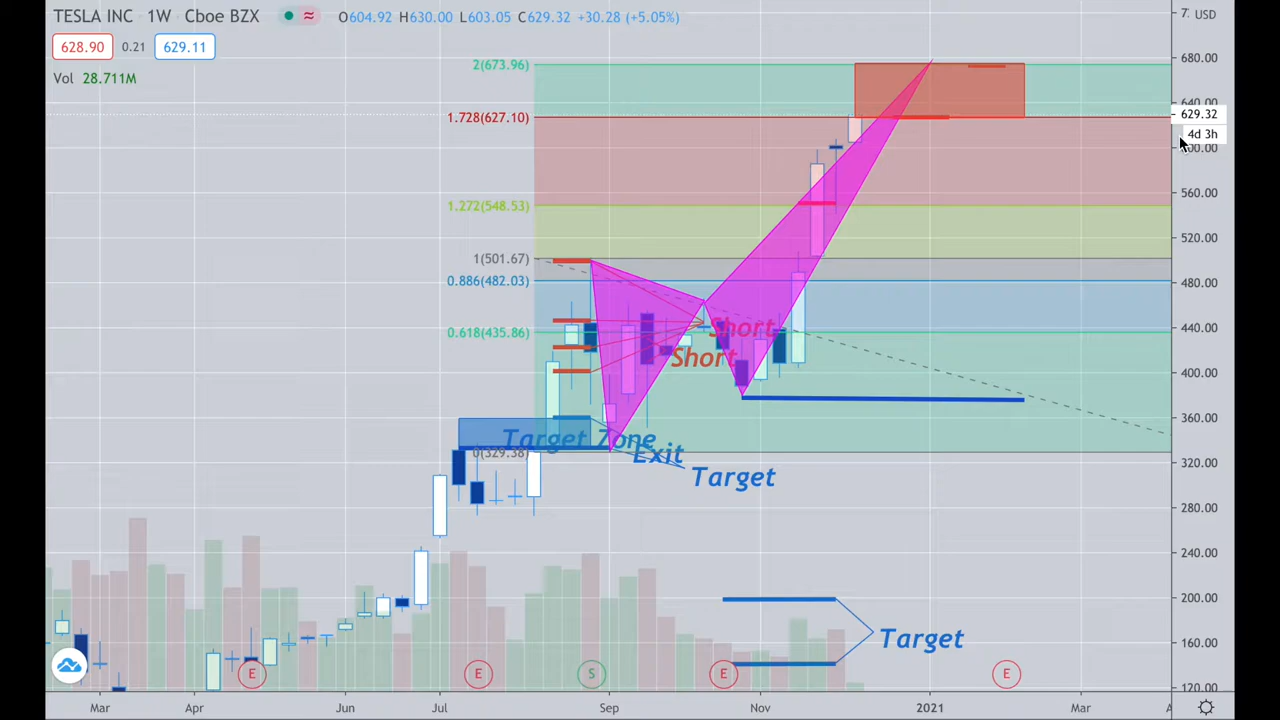 TESLA INC · 1W · Cboe BZX ≈ O604.92 H630.00 L603.05 C629.32 +30.28 (+5.05%)
628.90 0.21 629.11
Vol 28.711M
USD
2(673.96)
680.00
1.728(627.10)
640.00
629.32
4d 3h
600.00
560.00
1.272(548.53)
520.00
1(501.67)
0.886(482.03)
480.00
0.618(435.86)
440.00
Short
Short
400.00
360.00
Target Zone
0(329.38)
Exit
320.00
Target
280.00
240.00
200.00
Target
160.00
E E S E E
120.00
Mar Apr Jun Jul Sep Nov 2021 Mar